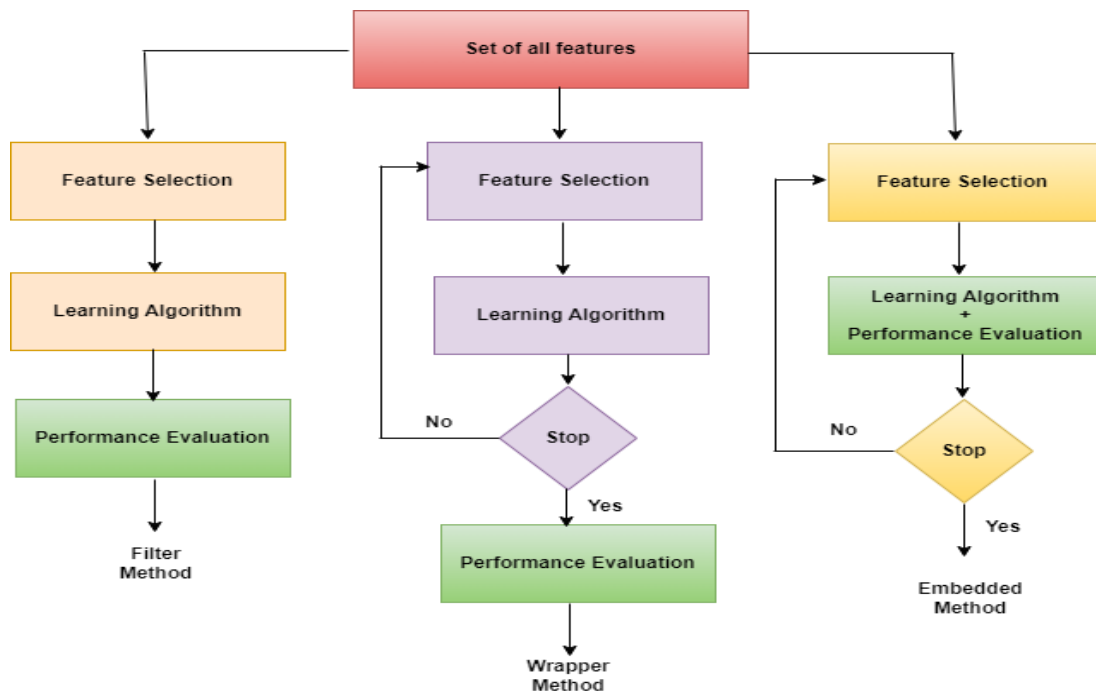 Set of all features
Feature Selection
Learning Algorithm
Performance Evaluation
Filter
Method
Feature Selection
Learning Algorithm
No
Stop
Yes
Performance Evaluation
Wrapper
Method
Feature Selection
Learning Algorithm
+
Performance Evaluation
No
Stop
Yes
Embedded
Method